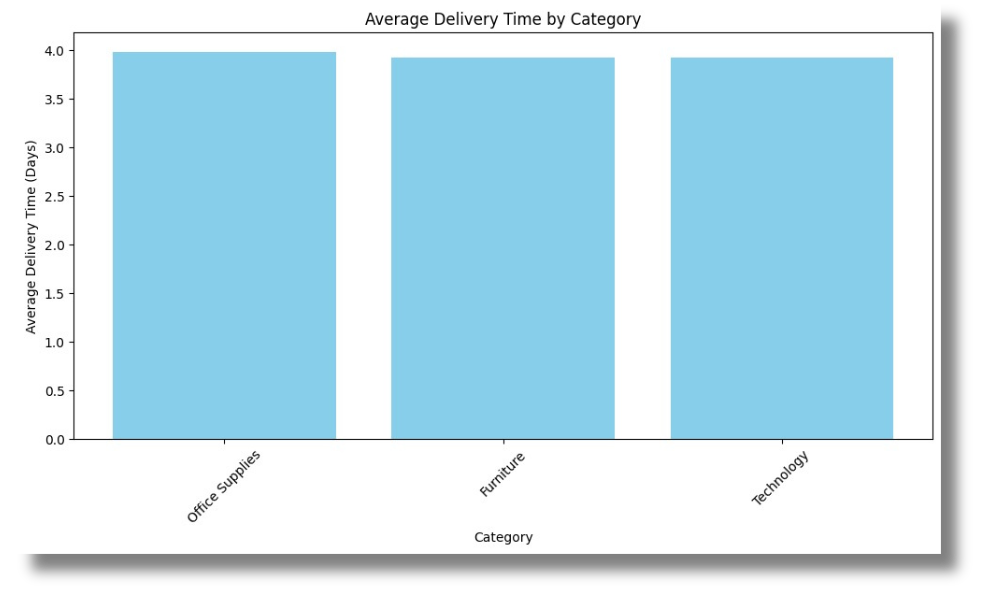 Average Delivery Time by Category
Average Delivery Time (Days)
4.0
3.5
3.0
2.5
2.0
1.5
1.0
0.5
0.0
Office Supplies
Furniture
Technology
Category